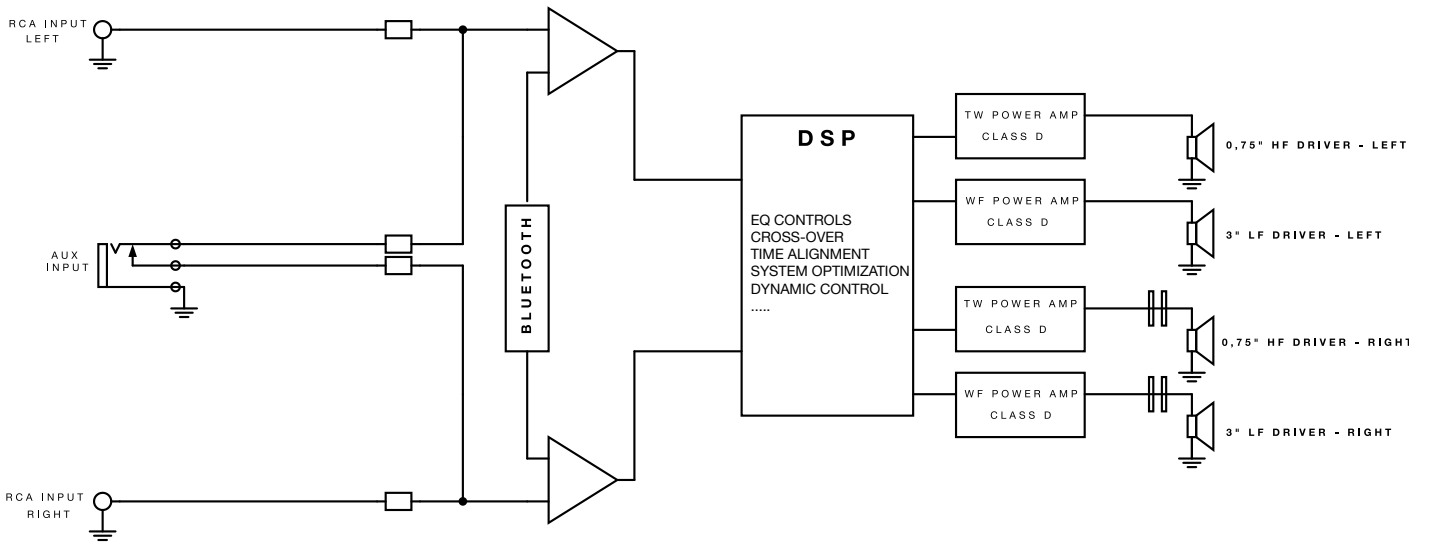 RCA INPUT
LEFT
AUX
INPUT
RCA INPUT
RIGHT
BLUETOOTH
DSP
EQ CONTROLS
CROSS-OVER
TIME ALIGNMENT
SYSTEM OPTIMIZATION
DYNAMIC CONTROL
.....
TW POWER AMP
CLASS D
WF POWER AMP
CLASS D
TW POWER AMP
CLASS D
WF POWER AMP
CLASS D
0,75" HF DRIVER - LEFT
3" LF DRIVER - LEFT
0,75" HF DRIVER - RIGHT
3" LF DRIVER - RIGHT